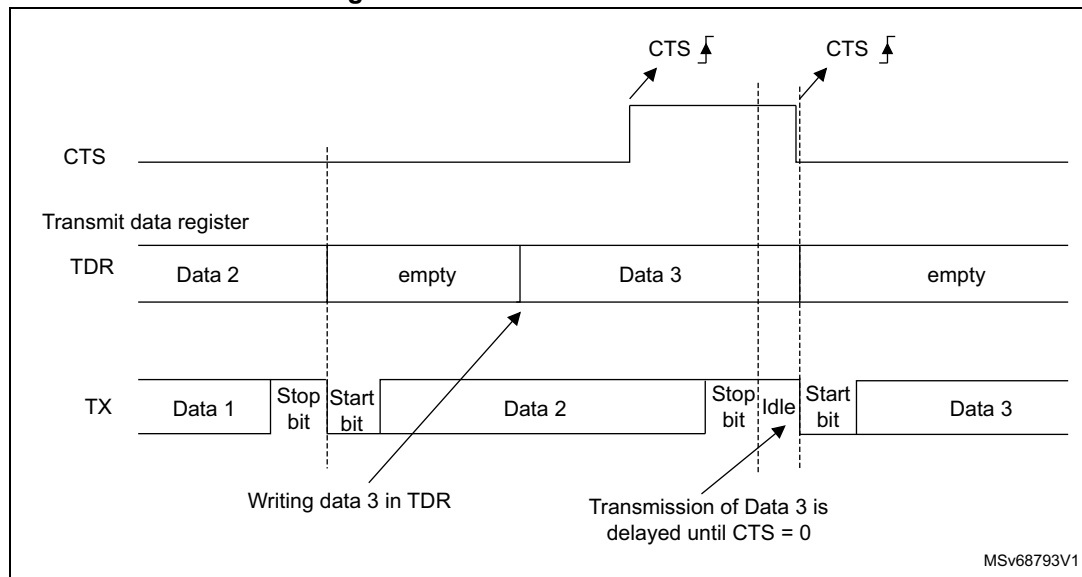 CTS CTS
CTS
Transmit data register
TDR Data 2 empty Data 3 empty
TX Data 1 Stop bit Start bit Data 2 Stop bit Idle Start bit Data 3
Writing data 3 in TDR
Transmission of Data 3 is
delayed until CTS = 0
MSv68793V1